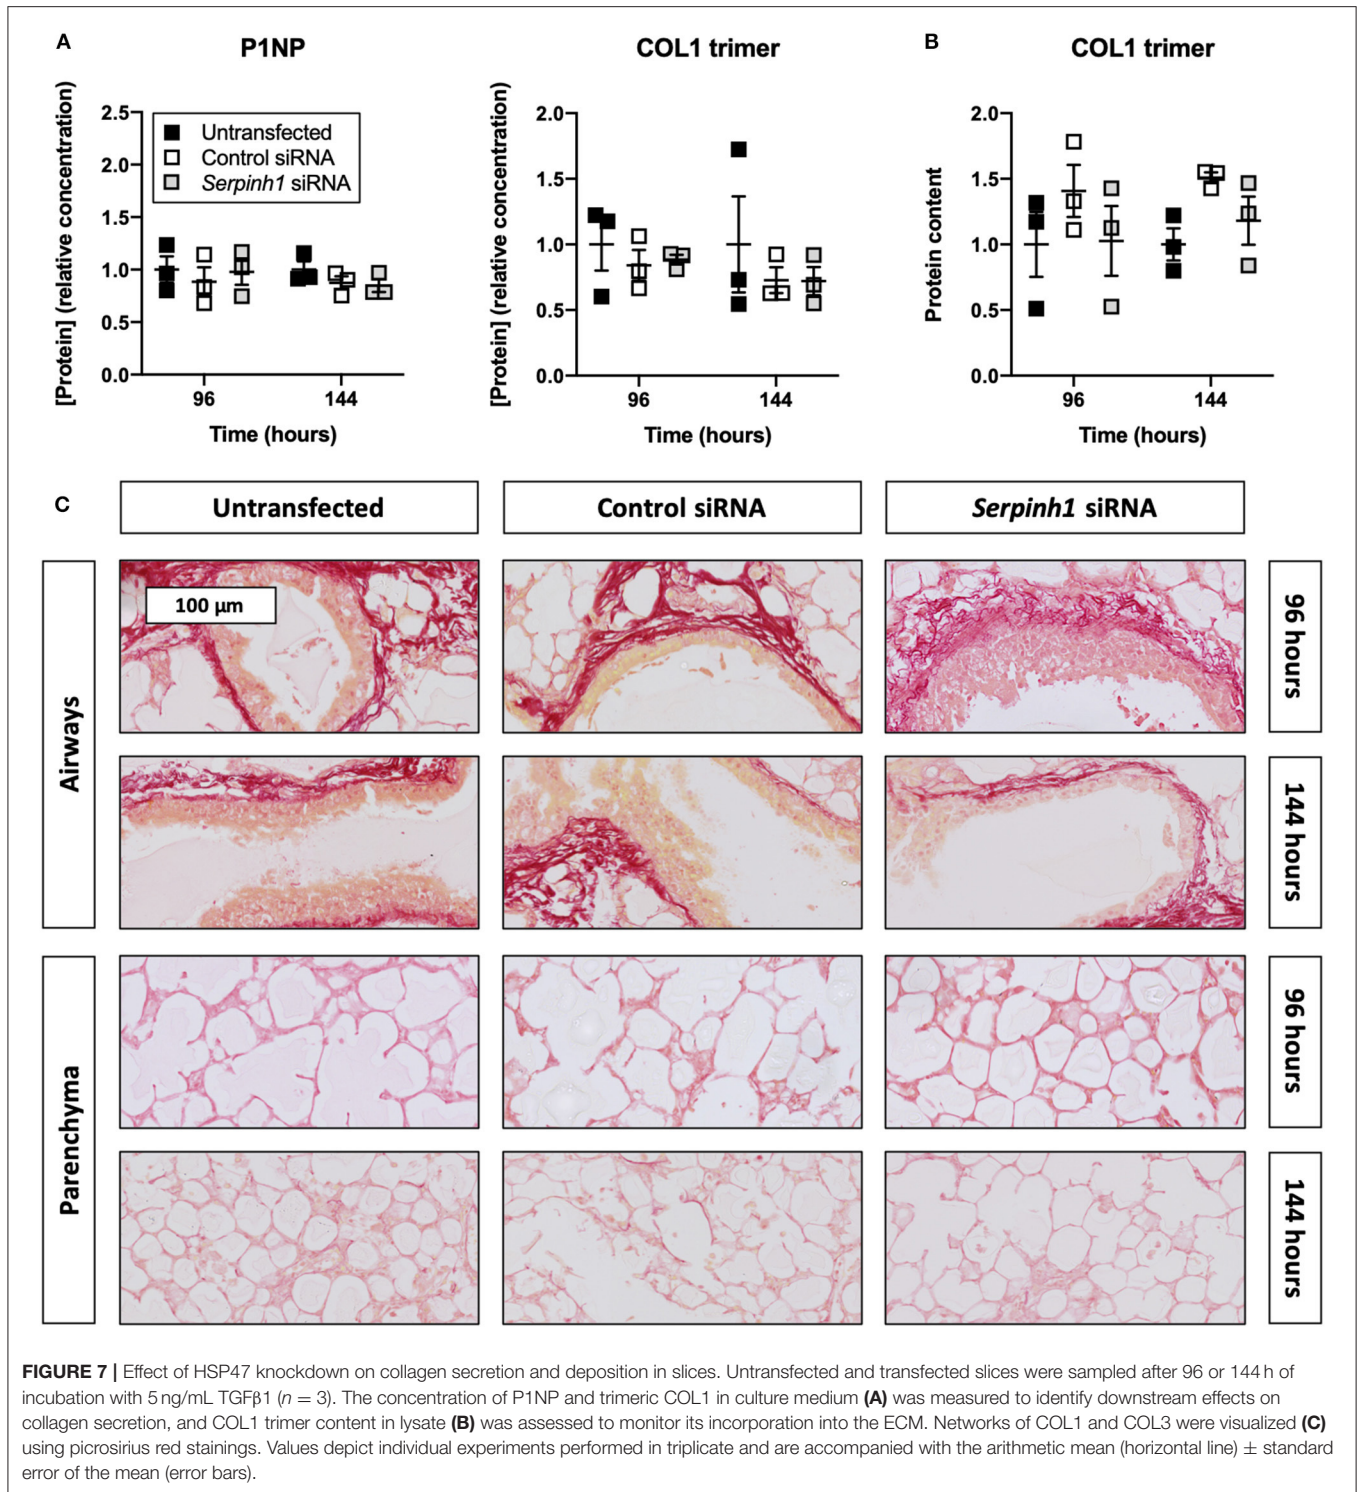 A
P1NP
[Protein] (relative concentration)
2.5
2.0
1.5
1.0
0.5
0.0
Untransfected
Control siRNA
Serpinh1 siRNA
96
144
Time (hours)
COL1 trimer
[Protein] (relative concentration)
2.0
1.5
1.0
0.5
0.0
96
144
Time (hours)
B
COL1 trimer
Protein content
2.0
1.5
1.0
0.5
0.0
96
144
Time (hours)
C
Untransfected
Control siRNA
Serpinh1 siRNA
Airways
100 µm
96 hours
144 hours
Parenchyma
96 hours
144 hours
FIGURE 7 | Effect of HSP47 knockdown on collagen secretion and deposition in slices. Untransfected and transfected slices were sampled after 96 or 144 h of
incubation with 5 ng/mL TGFβ1 (n = 3). The concentration of P1NP and trimeric COL1 in culture medium (A) was measured to identify downstream effects on
collagen secretion, and COL1 trimer content in lysate (B) was assessed to monitor its incorporation into the ECM. Networks of COL1 and COL3 were visualized (C)
using picrosirius red stainings. Values depict individual experiments performed in triplicate and are accompanied with the arithmetic mean (horizontal line) ± standard
error of the mean (error bars).